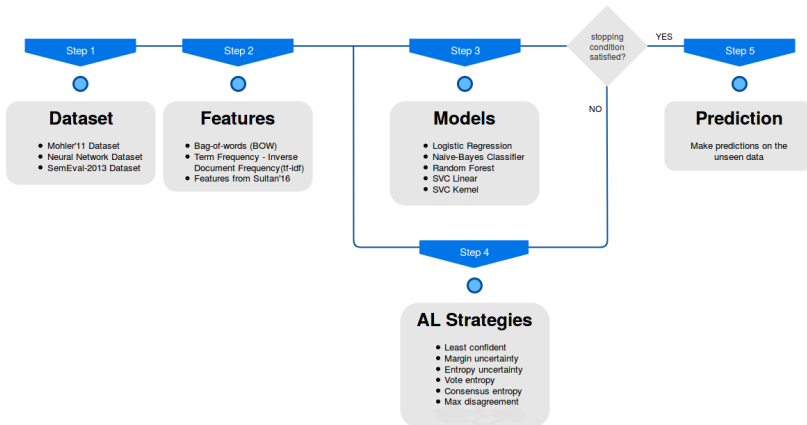 Step 1
Step 2
Step 3
stopping
condition
satisfied?
YES
Step 5
NO
Dataset
Mohler'11 Dataset
Neural Network Dataset
SemEval-2013 Dataset
Features
Bag-of-words (BOW)
Term Frequency - Inverse
Document Frequency(tf-idf)
Features from Sultan'16
Models
Logistic Regression
Naive-Bayes Classifier
Random Forest
SVC Linear
SVC Kernel
Prediction
Make predictions on the
unseen data
Step 4
AL Strategies
Least confident
Margin uncertainty
Entropy uncertainty
Vote entropy
Consensus entropy
Max disagreement